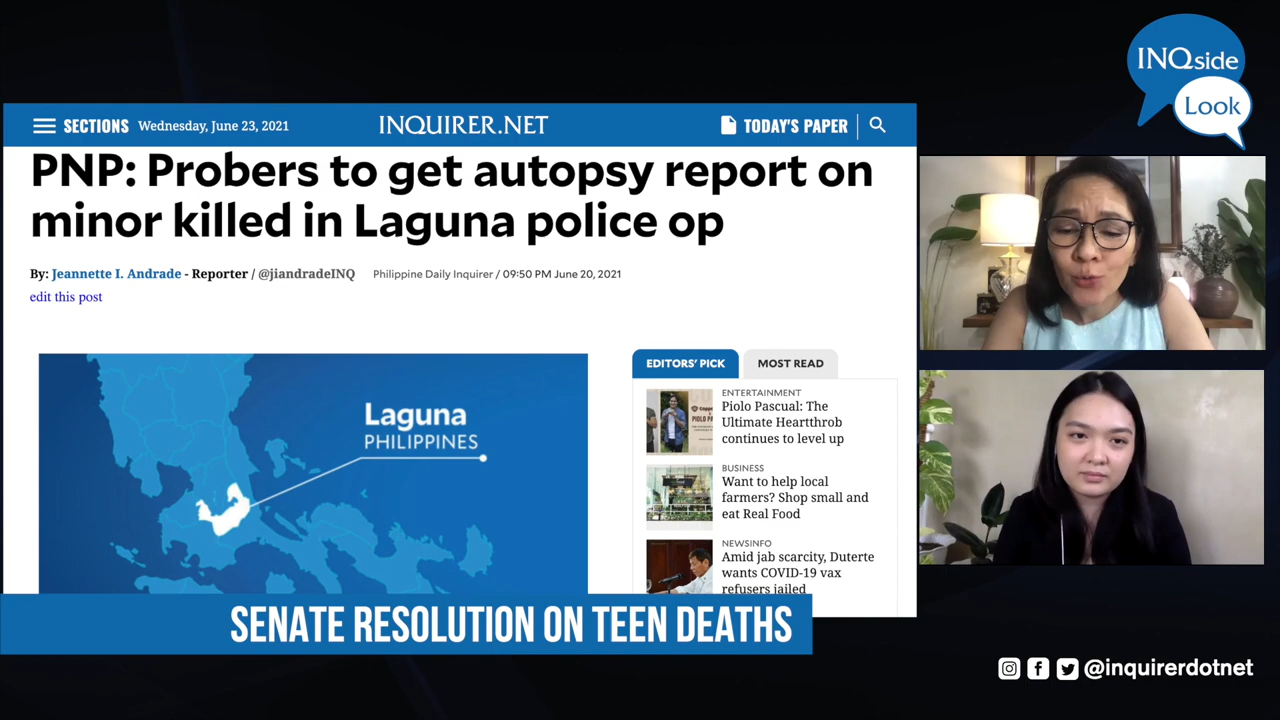 INQside
Look
SECTIONS Wednesday, June 23, 2021 INQUIRER.NET TODAY'S PAPER
PNP: Probers to get autopsy report on
minor killed in Laguna police op
By: Jeannette I. Andrade - Reporter / @jiandradeINQ Philippine Daily Inquirer / 09:50 PM June 20, 2021
edit this post
Laguna
PHILIPPINES
EDITORS' PICK MOST READ
ENTERTAINMENT
Piolo Pascual: The
Ultimate Heartthrob
continues to level up
BUSINESS
Want to help local
farmers? Shop small and
eat Real Food
NEWSINFO
Amid jab scarcity, Duterte
wants COVID-19 vax
refusers jailed
SENATE RESOLUTION ON TEEN DEATHS
@inquirerdotnet